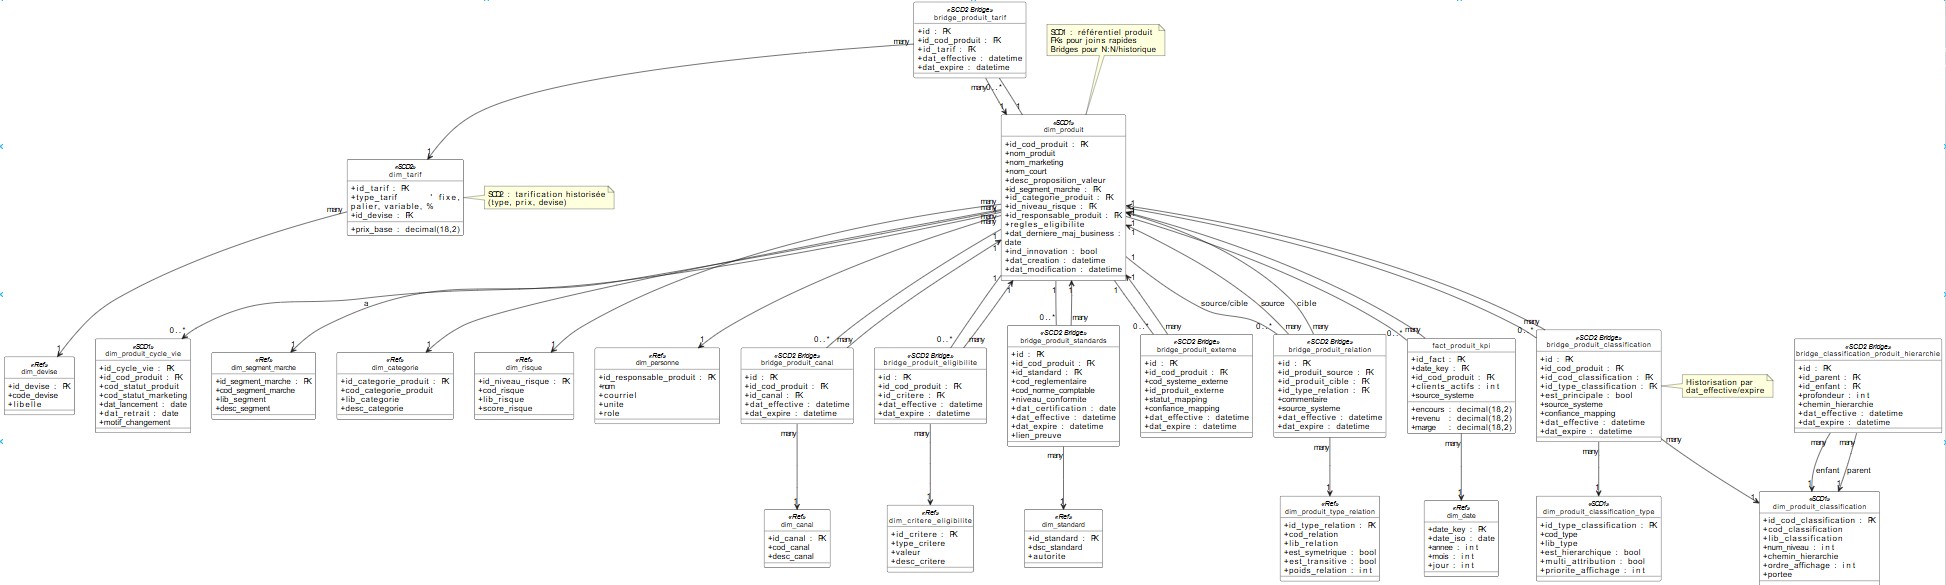 «SCD2 Bridge»
bridge_produit_tarif
+id : PK
+id_cod_produit : FK
+id_tarif : FK
+dat_effective : datetime
+dat_expire : datetime
SCD1 : référentiel produit
FKs pour joins rapides
Bridges pour N:N/historique
many
many
0..*
1
1
«SCD1»
dim_produit
+id_cod_produit : PK
+nom_produit
+nom_marketing
+nom_court
+desc_proposition_valeur
+id_segment_marche : FK
+id_categorie_produit : FK
+id_niveau_risque : FK
+id_responsable_produit : FK
+regles_eligibilite
+dat_derniere_maj_business :
date
+ind_innovation : bool
+dat_creation : datetime
+dat_modification : datetime
1
«SCD2»
dim_tarif
+id_tarif : PK
+type_tarif ' fixe,
palier, variable, %
+id_devise : FK
+prix_base : decimal(18,2)
SCD2 : tarification historisée
(type, prix, devise)
many
many
many
many
many
1
1
1
1
1
1
1
1
1
1
1
1
1
1
a
source/cible
source
cible
0..*
1
1
1
1
1
0..*
many
0..*
many
0..*
many
0..*
many
0..*
many
0..*
many
0..*
many
«Ref»
dim_devise
+id_devise : PK
+code_devise
+libelle
«SCD1»
dim_produit_cycle_vie
+id_cycle_vie : PK
+id_cod_produit : FK
+cod_statut_produit
+cod_statut_marketing
+dat_lancement : date
+dat_retrait : date
+motif_changement
«Ref»
dim_segment_marche
+id_segment_marche : PK
+cod_segment_marche
+lib_segment
+desc_segment
«Ref»
dim_categorie
+id_categorie_produit : PK
+cod_categorie_produit
+lib_categorie
+desc_categorie
«Ref»
dim_risque
+id_niveau_risque : PK
+cod_risque
+lib_risque
+score_risque
«Ref»
dim_personne
+id_responsable_produit : PK
+nom
+courriel
+unite
+role
«SCD2 Bridge»
bridge_produit_canal
+id : PK
+id_cod_produit : FK
+id_canal : FK
+dat_effective : datetime
+dat_expire : datetime
«SCD2 Bridge»
bridge_produit_eligibilite
+id : PK
+id_cod_produit : FK
+id_critere : FK
+dat_effective : datetime
+dat_expire : datetime
«SCD2 Bridge»
bridge_produit_standards
+id : PK
+id_cod_produit : FK
+id_standard : FK
+cod_reglementaire
+cod_norme_comptable
+niveau_conformite
+dat_certification : date
+dat_effective : datetime
+dat_expire : datetime
+lien_preuve
«SCD2 Bridge»
bridge_produit_externe
+id : PK
+id_cod_produit : FK
+cod_systeme_externe
+id_produit_externe
+statut_mapping
+confiance_mapping
+dat_effective : datetime
+dat_expire : datetime
«SCD2 Bridge»
bridge_produit_relation
+id : PK
+id_produit_source : FK
+id_produit_cible : FK
+id_type_relation : FK
+commentaire
+source_systeme
+dat_effective : datetime
+dat_expire : datetime
fact_produit_kpi
+id_fact : PK
+date_key : FK
+id_cod_produit : FK
+clients_actifs : int
+source_systeme
+encours : decimal(18,2)
+revenu : decimal(18,2)
+marge : decimal(18,2)
«SCD2 Bridge»
bridge_produit_classification
+id : PK
+id_cod_produit : FK
+id_cod_classification : FK
+id_type_classification : FK
+est_principale : bool
+source_systeme
+confiance_mapping
+dat_effective : datetime
+dat_expire : datetime
Historisation par
dat_effective/expire
«SCD2 Bridge»
bridge_classification_produit_hierarchie
+id : PK
+id_parent : FK
+id_enfant : FK
+profondeur : int
+chemin_hierarchie
+dat_effective : datetime
+dat_expire : datetime
many
many
many
many
many
many
many
many
many
enfant
parent
1
1
1
1
1
1
1
1
1
«Ref»
dim_canal
+id_canal : PK
+cod_canal
+desc_canal
«Ref»
dim_critere_eligibilite
+id_critere : PK
+type_critere
+valeur
+desc_critere
«Ref»
dim_standard
+id_standard : PK
+dsc_standard
+autorite
«Ref»
dim_produit_type_relation
+id_type_relation : PK
+cod_relation
+lib_relation
+est_symetrique : bool
+est_transitive : bool
+poids_relation : int
«Ref»
dim_date
+date_key : PK
+date_iso : date
+annee : int
+mois : int
+jour : int
«SCD1»
dim_produit_classification_type
+id_type_classification : PK
+cod_type
+lib_type
+est_hierarchique : bool
+multi_attribution : bool
+priorite_affichage : int
«SCD1»
dim_produit_classification
+id_cod_classification : PK
+cod_classification
+lib_classification
+num_niveau : int
+chemin_hierarchie
+ordre_affichage : int
+portee